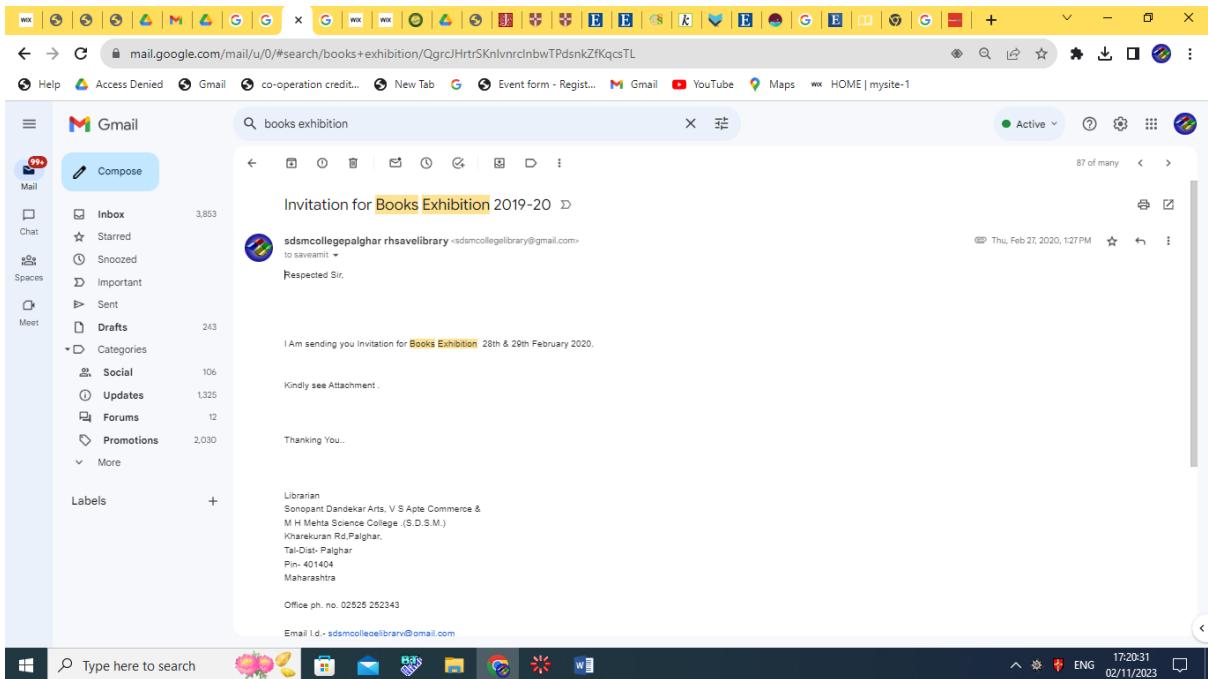 mail.google.com/mail/u/0/#search/books+exhibition/QgrcJHrtrSKnlvnrclnbwTPdsnkZfKqcsTL
Help Access Denied Gmail co-operation credit... New Tab Event form - Regist... Gmail YouTube Maps HOME | mysite-1
Gmail
books exhibition
Active
99+
Mail
Compose
87 of many
Chat
Spaces
Meet
Inbox 3,853
Starred
Snoozed
Important
Sent
Drafts 243
Categories
Social 106
Updates 1,325
Forums 12
Promotions 2,030
More
Labels
Invitation for Books Exhibition 2019-20
sdsmcollegepalghar rhsavelibrary <sdsmcollegelibrary@gmail.com>
Thu, Feb 27, 2020, 1:27 PM
to saveamit
Respected Sir,
I Am sending you Invitation for Books Exhibition 28th & 29th February 2020.
Kindly see Attachment .
Thanking You..
Librarian
Sonopant Dandekar Arts, V S Apte Commerce &
M H Mehta Science College .(S.D.S.M.)
Kharekuran Rd,Palghar,
Tal-Dist- Palghar
Pin- 401404
Maharashtra
Office ph. no. 02525 252343
Email I.d.- sdsmcollegelibrary@gmail.com
Type here to search
ENG
17:20:31
02/11/2023